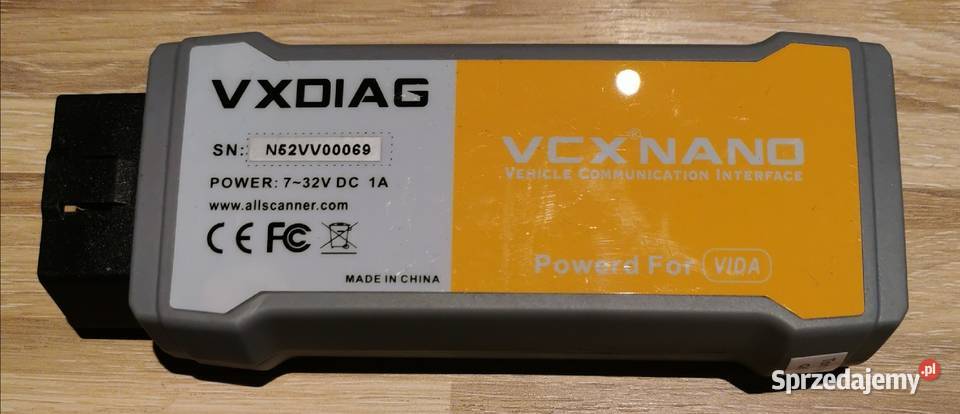 VXDIAG
SN: N52VV00069
POWER: 7~32V DC 1A
www.allscanner.com
CE FC
MADE IN CHINA
VCX® NANO
VEHICLE COMMUNICATION INTERFACE
Powerd For VIDA
Sprzedajemy.pl